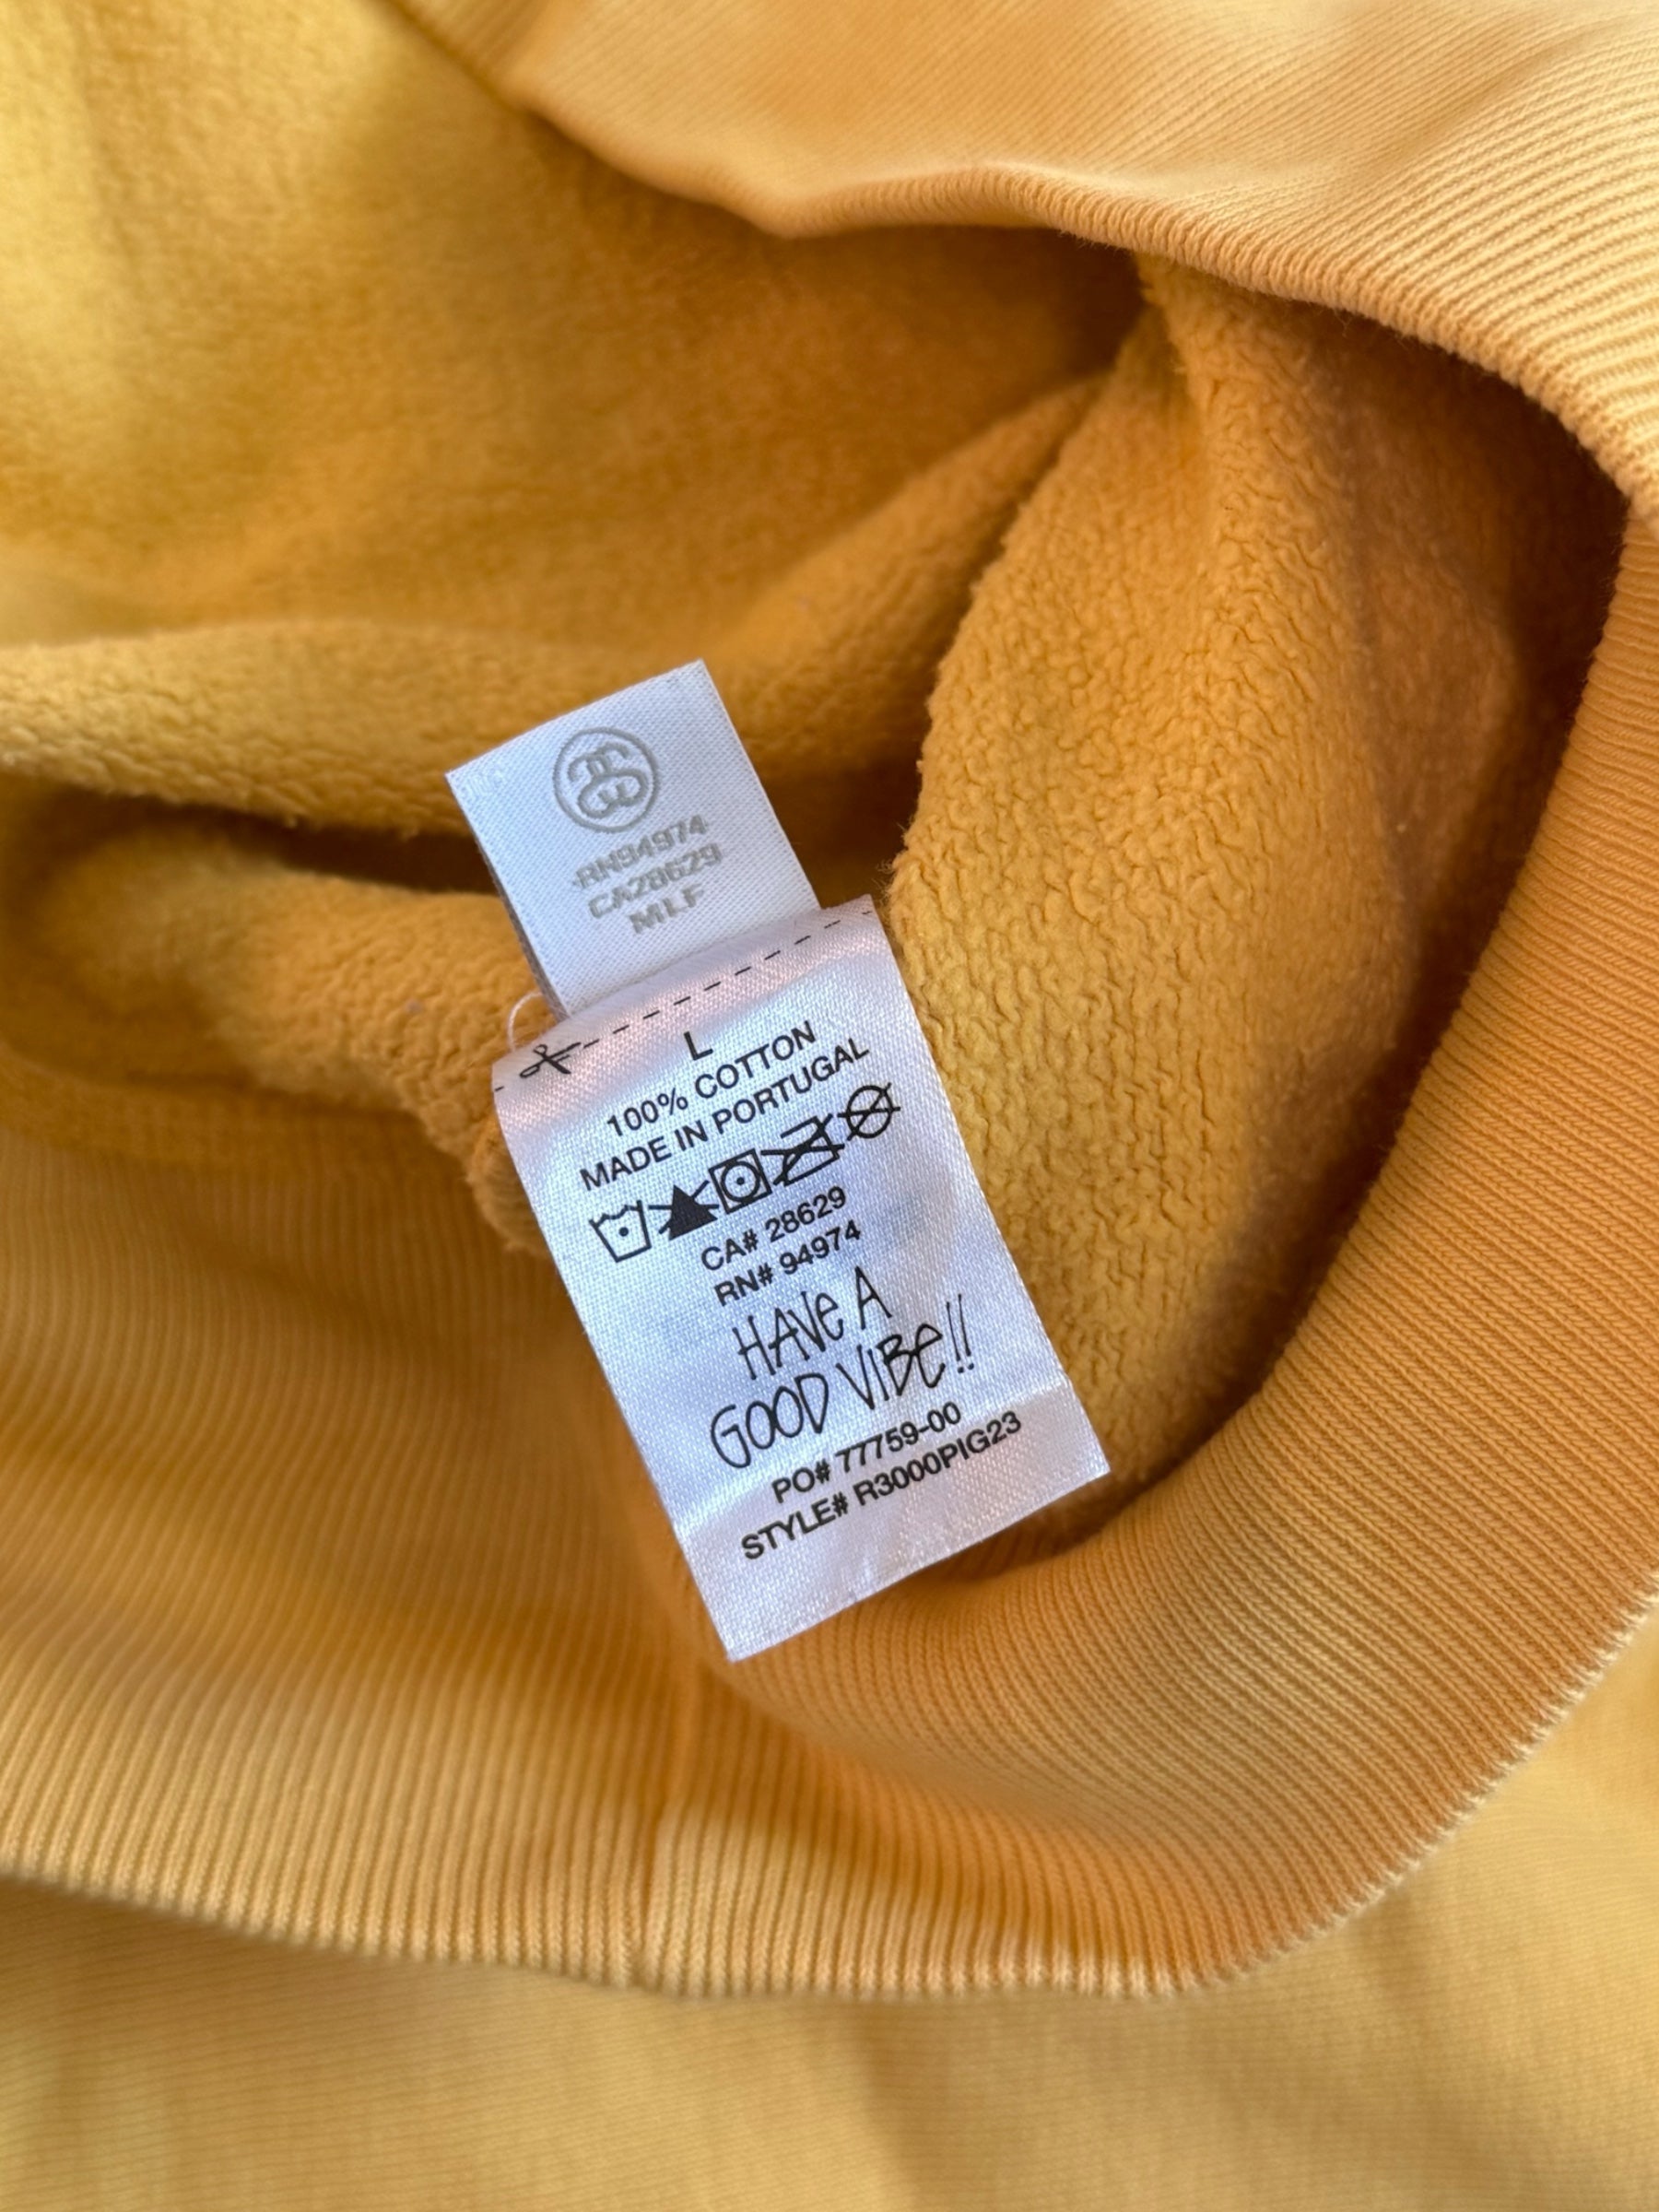 RN94974
CA28629
MLF
L
100% COTTON
MADE IN PORTUGAL
CA# 28629
RN# 94974
HAVE A
GOOD VIBE!!
PO# 77759-00
STYLE# R3000PIG23